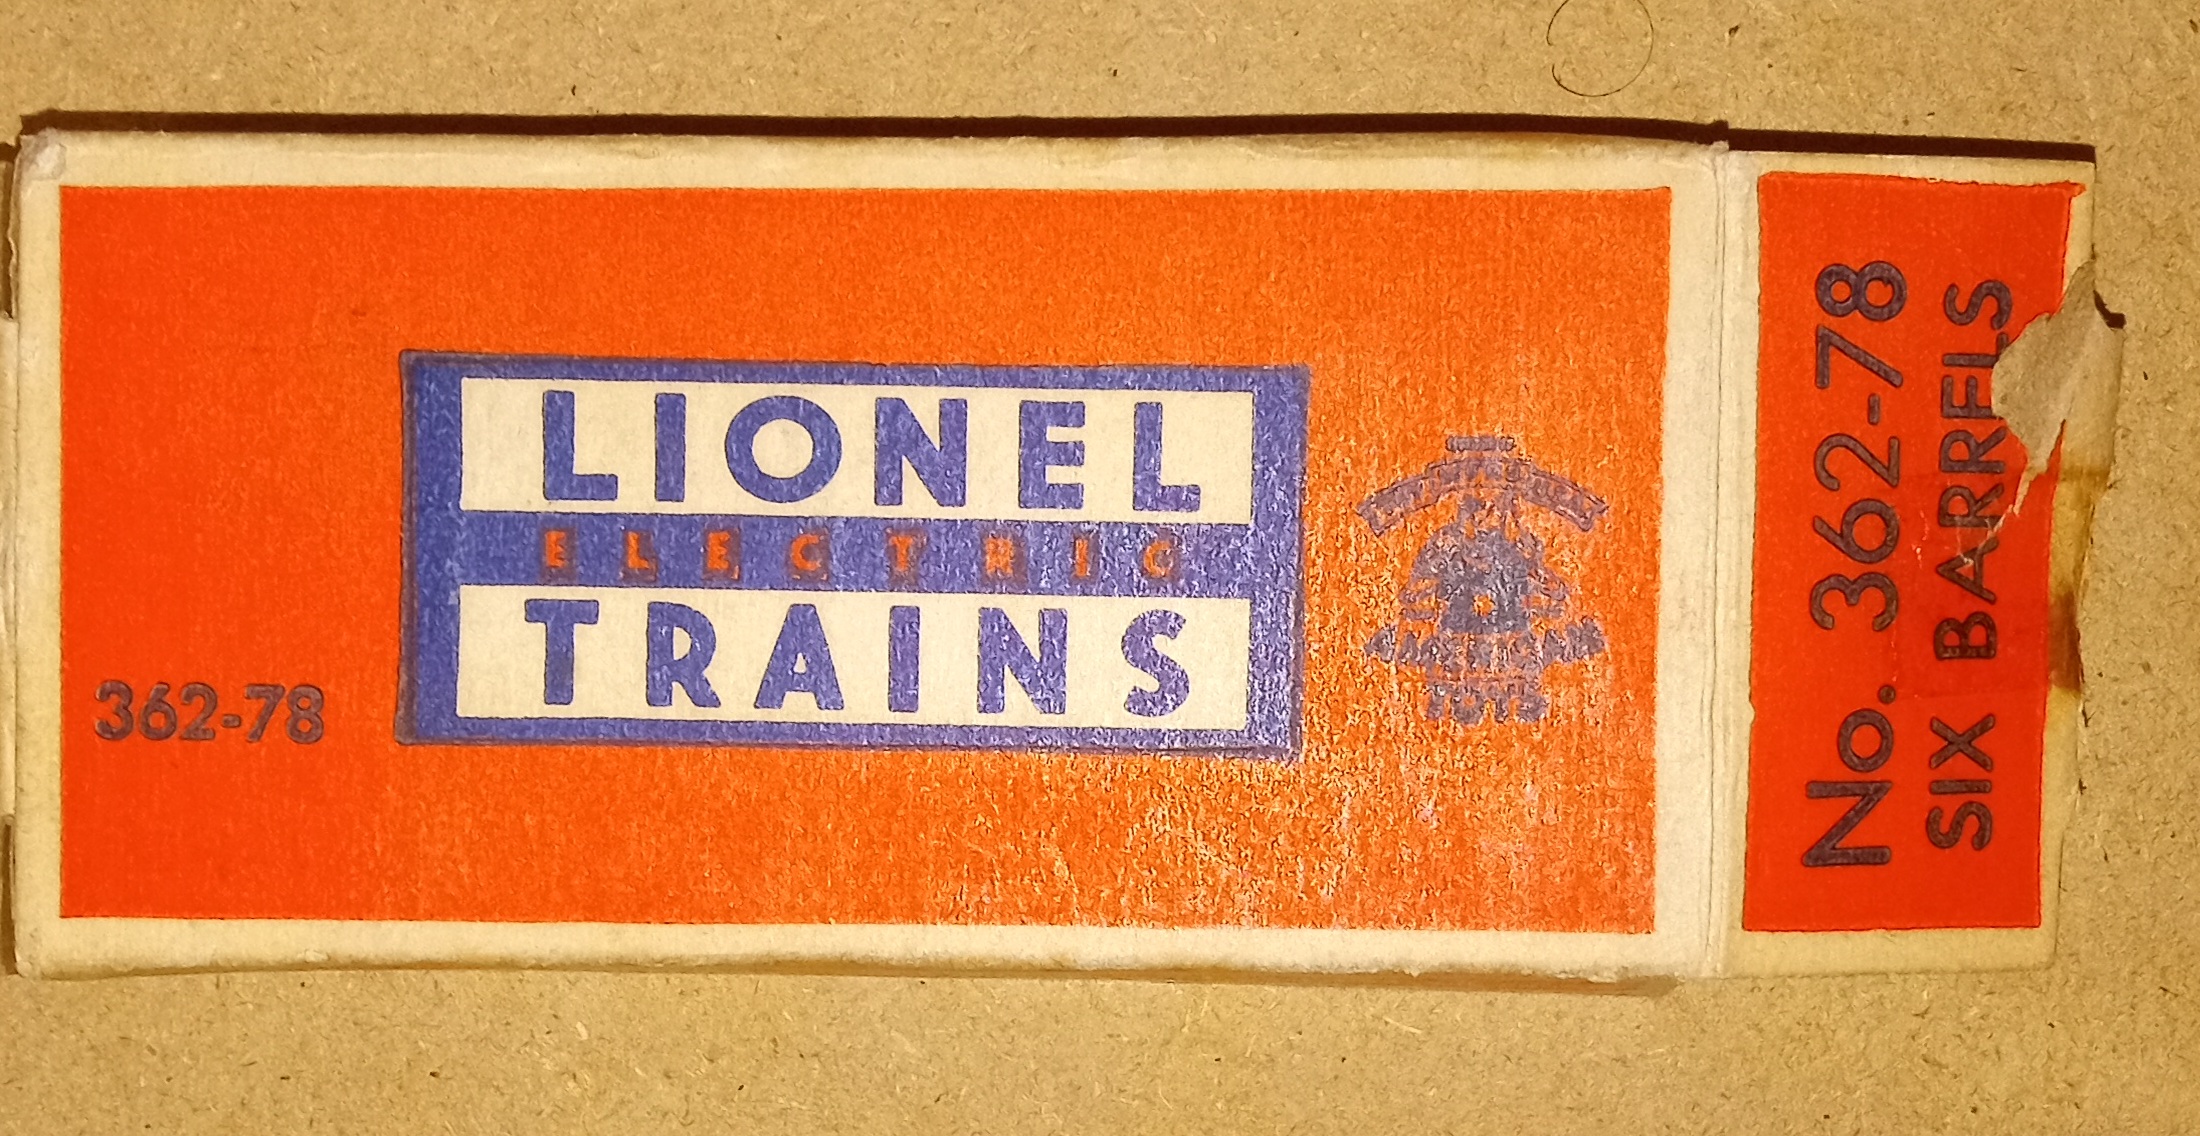 LIONEL
ELECTRIC
TRAINS
362-78
AMERICAN
TOYS
No. 362-78
SIX BARRELS